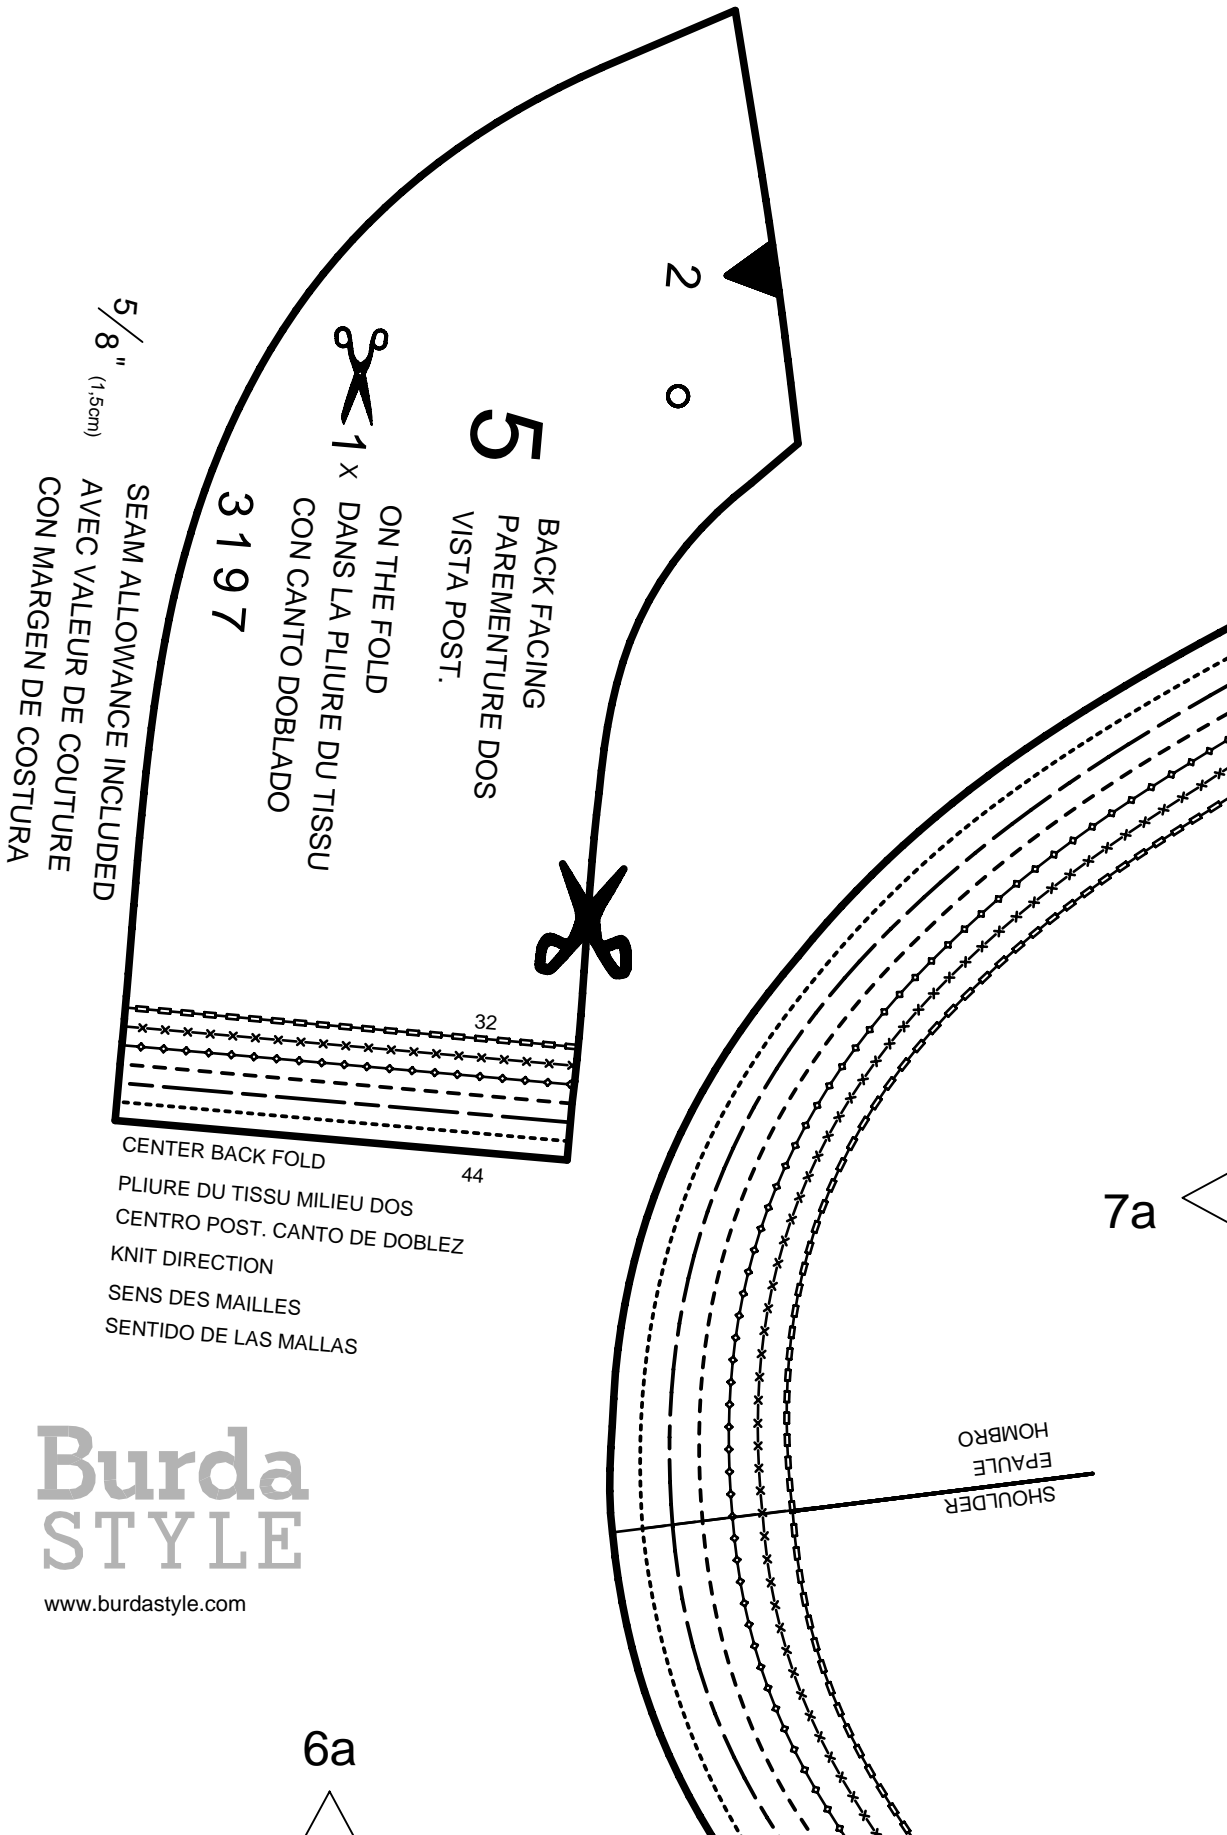 2
5
BACK FACING
PAREMENTURE DOS
VISTA POST.
1 x
ON THE FOLD
DANS LA PLIURE DU TISSU
CON CANTO DOBLADO
3197
5/8" (1,5cm)
SEAM ALLOWANCE INCLUDED
AVEC VALEUR DE COUTURE
CON MARGEN DE COSTURA
32
44
CENTER BACK FOLD
PLIURE DU TISSU MILIEU DOS
CENTRO POST. CANTO DE DOBLEZ
KNIT DIRECTION
SENS DES MAILLES
SENTIDO DE LAS MALLAS
7a
SHOULDER
EPAULE
HOMBRO
Burda
STYLE
www.burdastyle.com
6a